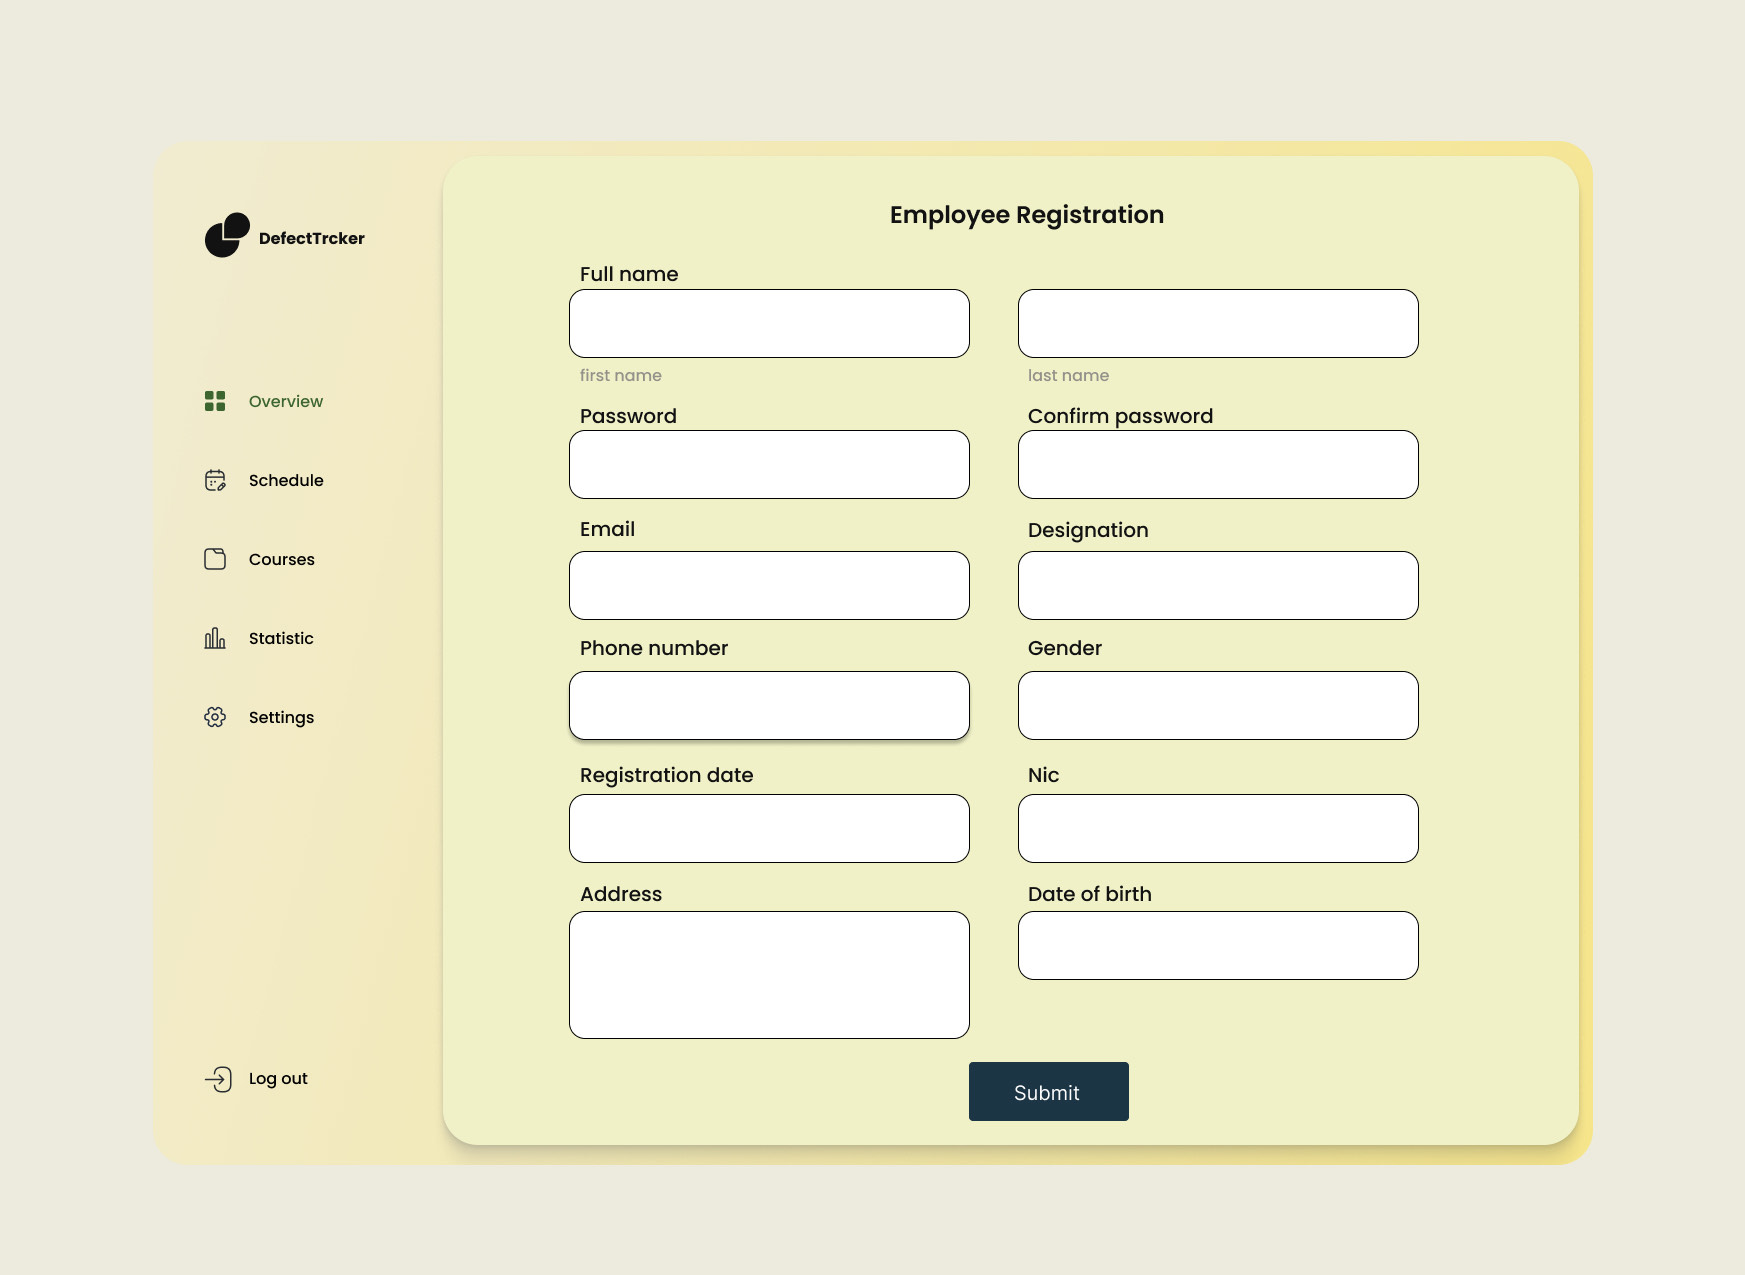 DefectTrcker
Overview
Schedule
Courses
Statistic
Settings
Log out
Employee Registration
Full name
first name
last name
Password
Confirm password
Email
Designation
Phone number
Gender
Registration date
Nic
Address
Date of birth
Submit